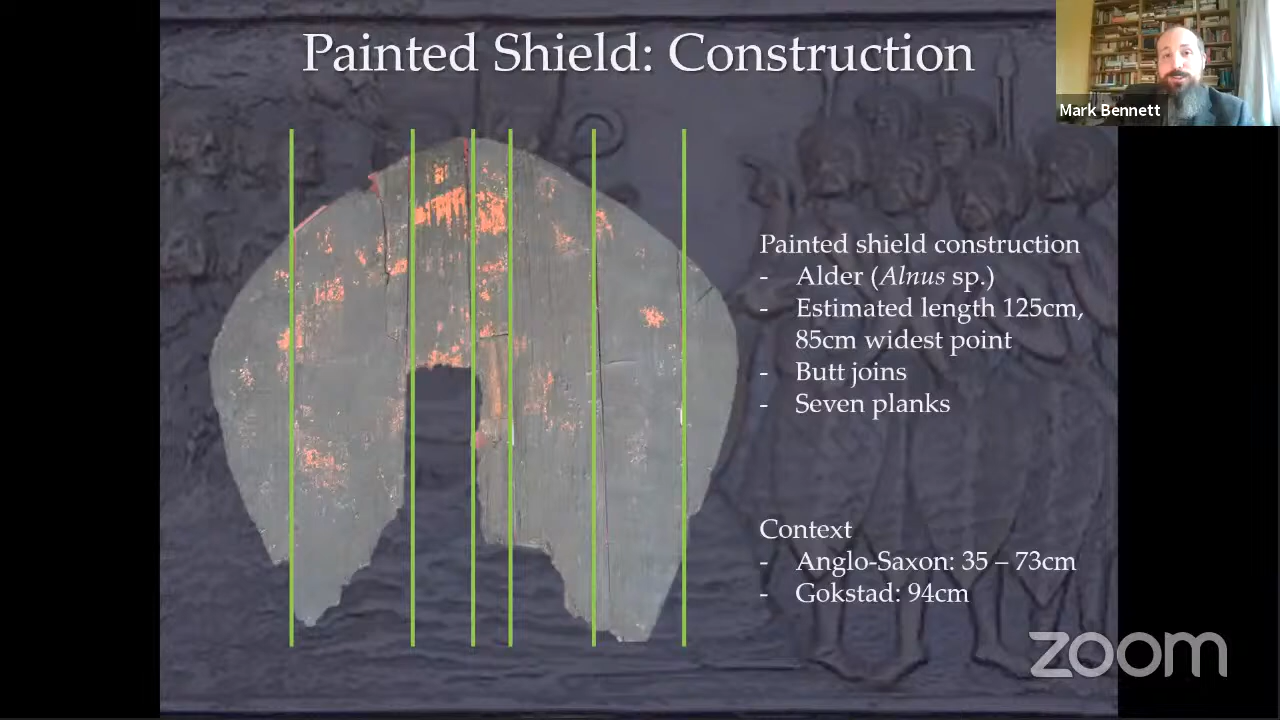 Painted Shield: Construction
Mark Bennett
Painted shield construction
- Alder (Alnus sp.)
- Estimated length 125cm,
85cm widest point
- Butt joins
- Seven planks
Context
- Anglo-Saxon: 35 – 73cm
- Gokstad: 94cm
zoom